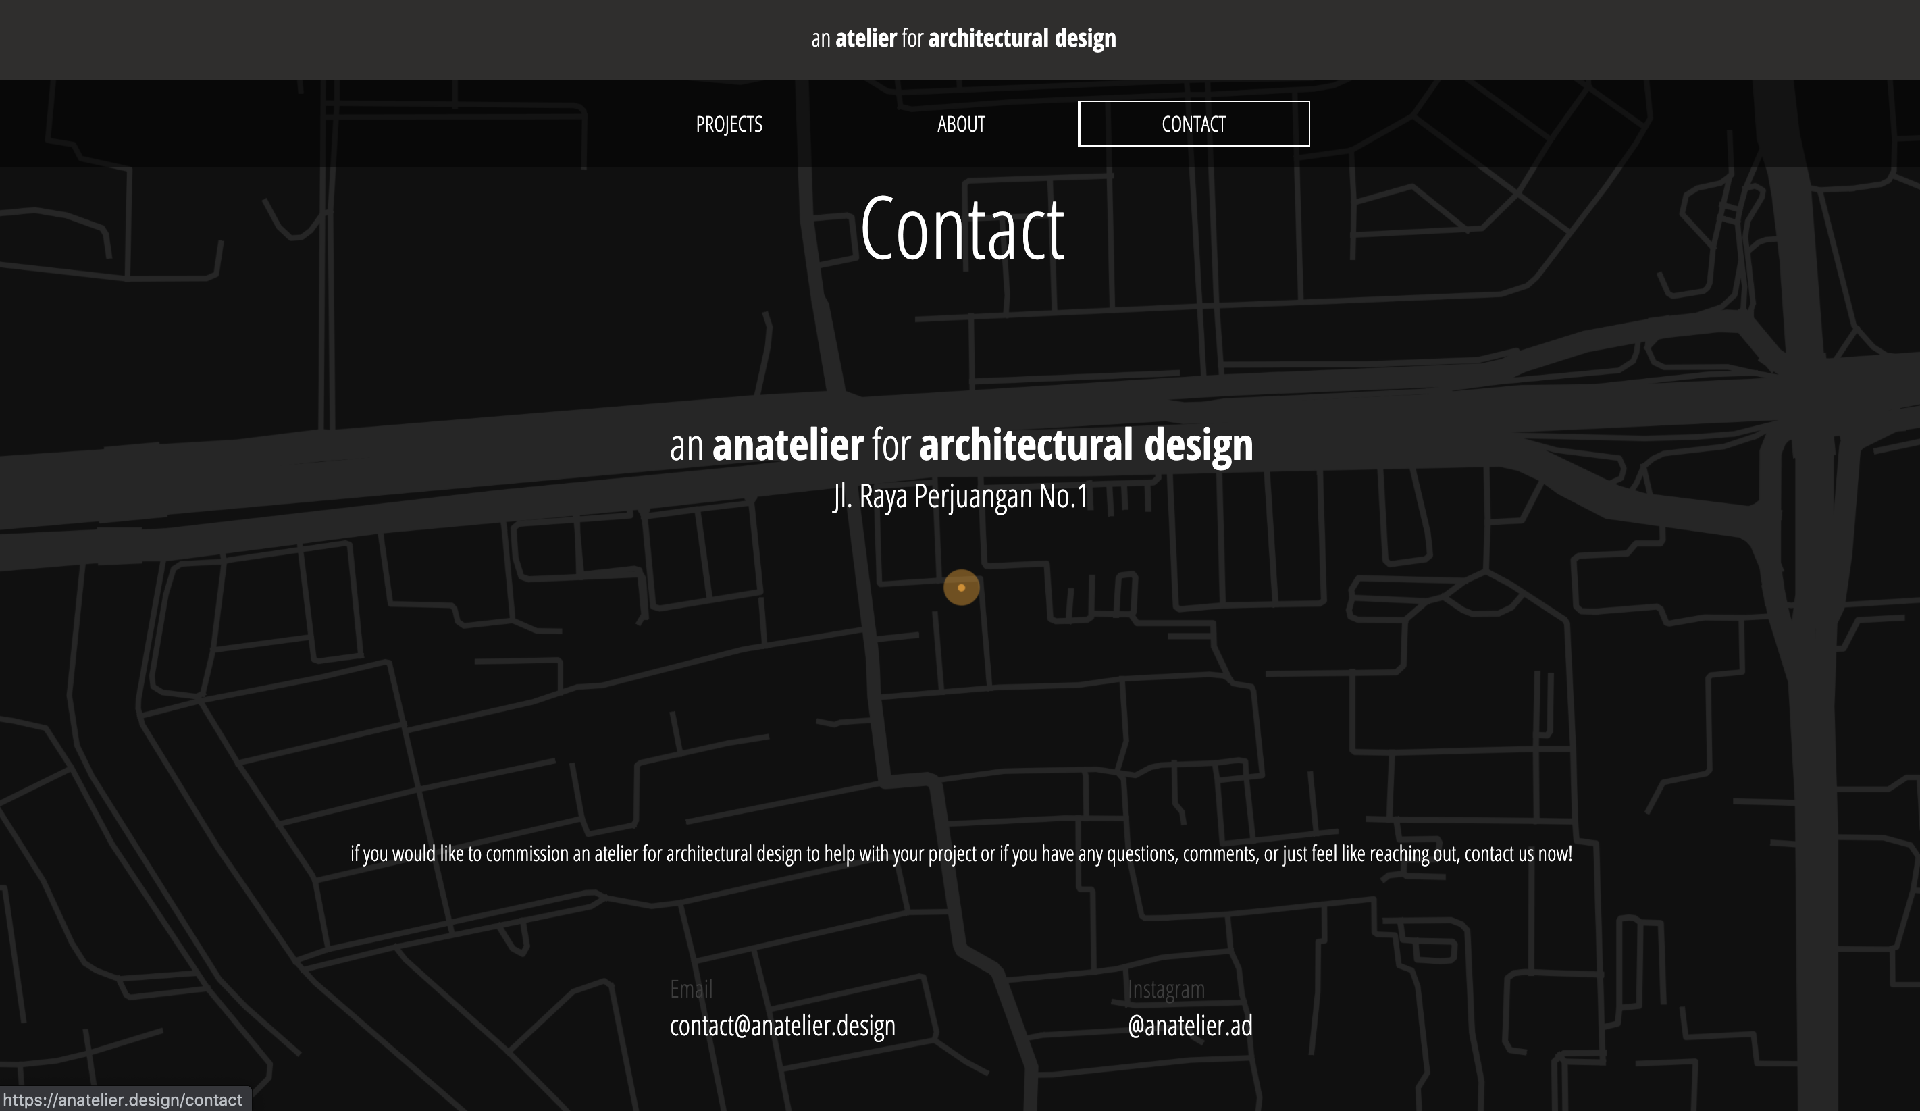 an atelier for architectural design
PROJECTS ABOUT CONTACT
Contact
an anatelier for architectural design
Jl. Raya Perjuangan No.1
if you would like to commission an atelier for architectural design to help with your project or if you have any questions, comments, or just feel like reaching out, contact us now!
Email Instagram
contact@anatelier.design @anatelier.ad
https://anatelier.design/contact